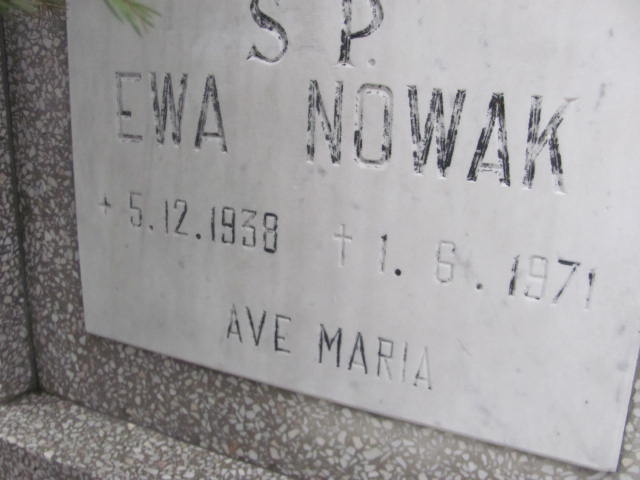 S P.
EWA NOWAK
+ 5.12.1938 † 1.6.1971
AVE MARIA